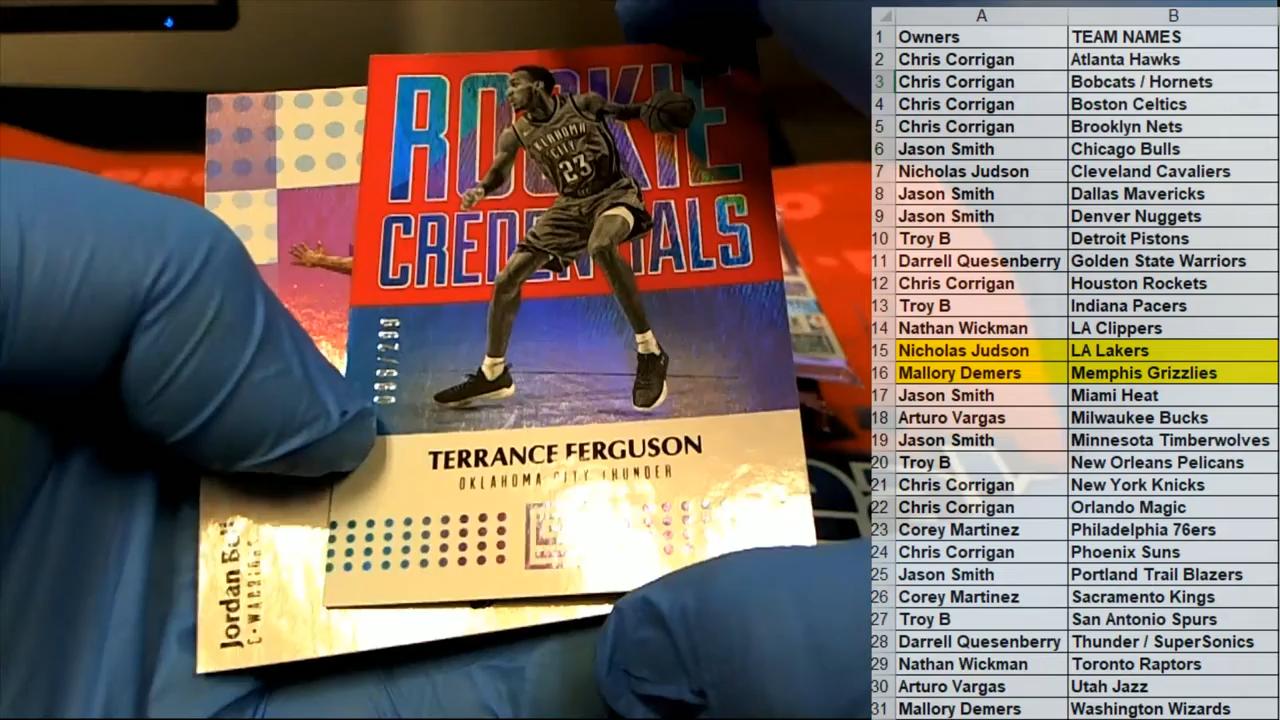 ROOKIE
CREDENTIALS
OKLAHOMA
CITY
23
TERRANCE FERGUSON
OKLAHOMA CITY THUNDER
Jordan Bell
A B
1 Owners TEAM NAMES
2 Chris Corrigan Atlanta Hawks
3 Chris Corrigan Bobcats / Hornets
4 Chris Corrigan Boston Celtics
5 Chris Corrigan Brooklyn Nets
6 Jason Smith Chicago Bulls
7 Nicholas Judson Cleveland Cavaliers
8 Jason Smith Dallas Mavericks
9 Jason Smith Denver Nuggets
10 Troy B Detroit Pistons
11 Darrell Quesenberry Golden State Warriors
12 Chris Corrigan Houston Rockets
13 Troy B Indiana Pacers
14 Nathan Wickman LA Clippers
15 Nicholas Judson LA Lakers
16 Mallory Demers Memphis Grizzlies
17 Jason Smith Miami Heat
18 Arturo Vargas Milwaukee Bucks
19 Jason Smith Minnesota Timberwolves
20 Troy B New Orleans Pelicans
21 Chris Corrigan New York Knicks
22 Chris Corrigan Orlando Magic
23 Corey Martinez Philadelphia 76ers
24 Chris Corrigan Phoenix Suns
25 Jason Smith Portland Trail Blazers
26 Corey Martinez Sacramento Kings
27 Troy B San Antonio Spurs
28 Darrell Quesenberry Thunder / SuperSonics
29 Nathan Wickman Toronto Raptors
30 Arturo Vargas Utah Jazz
31 Mallory Demers Washington Wizards